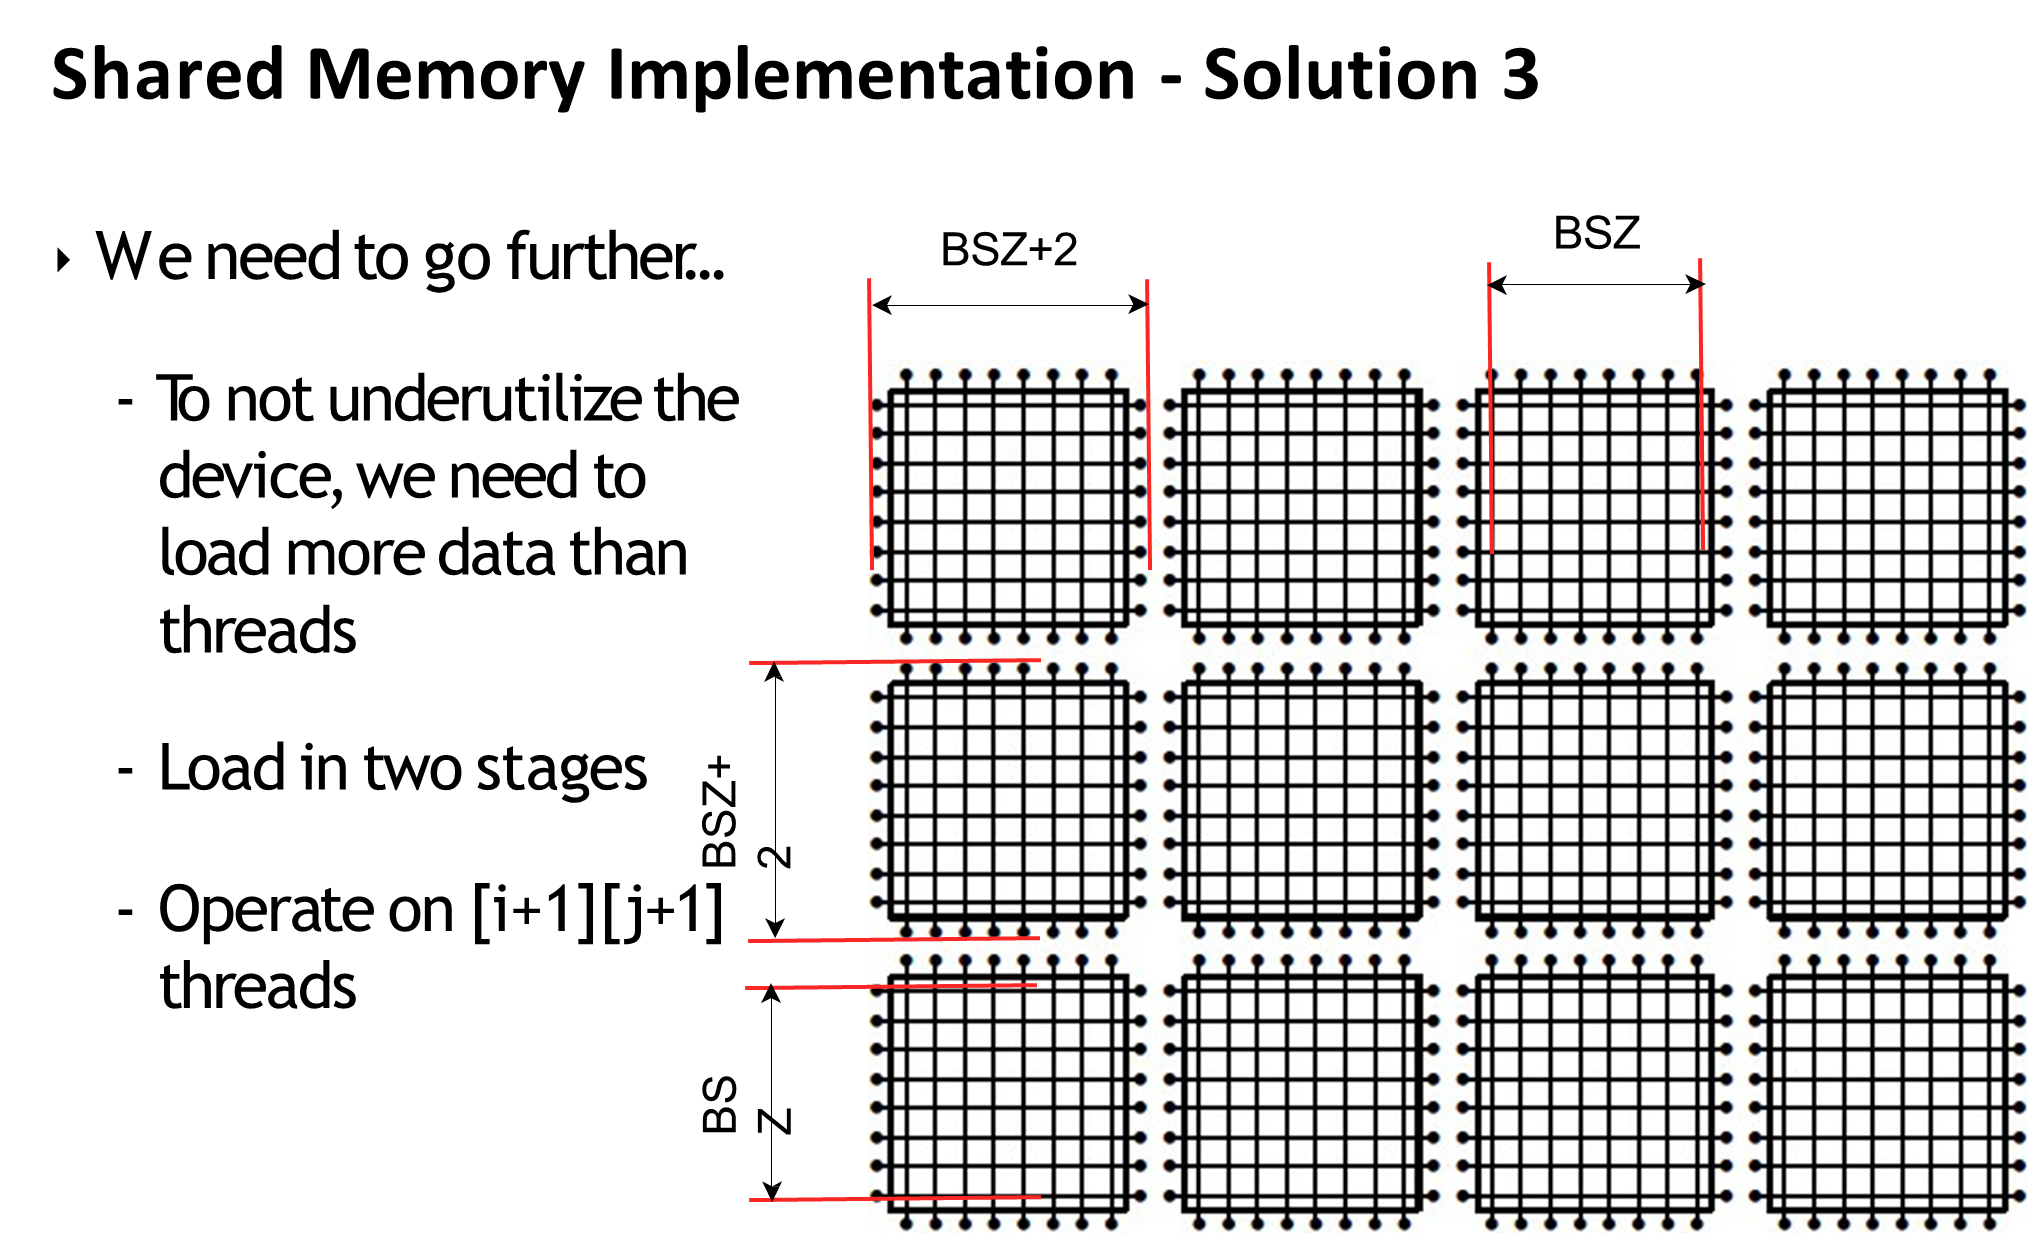 Shared Memory Implementation - Solution 3
‣ We need to go further...
- To not underutilize the
device, we need to
load more data than
threads
- Load in two stages
- Operate on [i+1][j+1]
threads
BSZ+2
BSZ
BSZ+
2
BS
Z